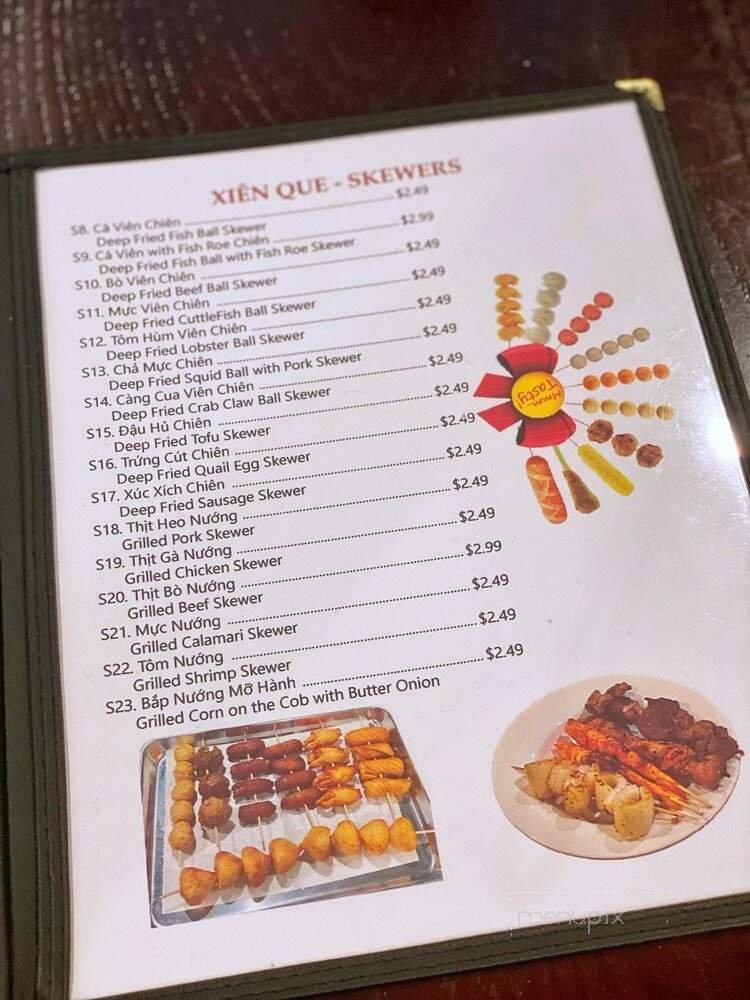 XIÊN QUE - SKEWERS
S8. Cá Viên Chiên ........ $2.49
Deep Fried Fish Ball Skewer
S9. Cá Viên with Fish Roe Chiên ........ $2.99
Deep Fried Fish Ball with Fish Roe Skewer
S10. Bò Viên Chiên ........ $2.49
Deep Fried Beef Ball Skewer
S11. Mực Viên Chiên ........ $2.49
Deep Fried CuttleFish Ball Skewer
S12. Tôm Hùm Viên Chiên ........ $2.49
Deep Fried Lobster Ball Skewer
S13. Chả Mực Chiên ........ $2.49
Deep Fried Squid Ball with Pork Skewer
S14. Càng Cua Viên Chiên ........ $2.49
Deep Fried Crab Claw Ball Skewer
S15. Đậu Hủ Chiên ........ $2.49
Deep Fried Tofu Skewer
S16. Trứng Cút Chiên ........ $2.49
Deep Fried Quail Egg Skewer
S17. Xúc Xích Chiên ........ $2.49
Deep Fried Sausage Skewer
S18. Thịt Heo Nướng ........ $2.49
Grilled Pork Skewer
S19. Thịt Gà Nướng ........ $2.49
Grilled Chicken Skewer
S20. Thịt Bò Nướng ........ $2.99
Grilled Beef Skewer
S21. Mực Nướng ........ $2.49
Grilled Calamari Skewer
S22. Tôm Nướng ........ $2.49
Grilled Shrimp Skewer
S23. Bắp Nướng Mỡ Hành ........ $2.49
Grilled Corn on the Cob with Butter Onion
Mmm...
Tasty!
menupix